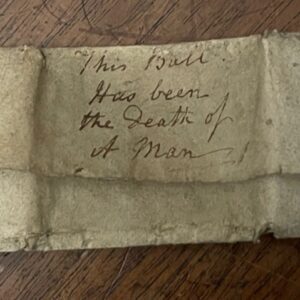 This Ball
Has been
the death of
A Man